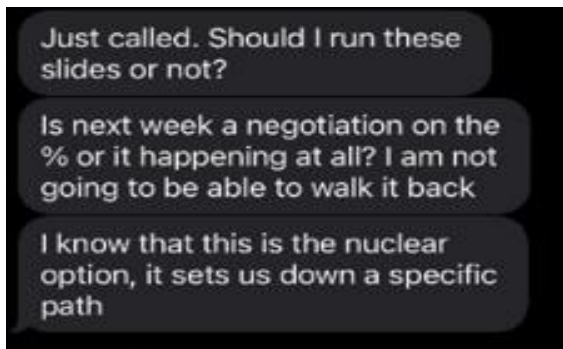 Just called. Should I run these
slides or not?
Is next week a negotiation on the
% or it happening at all? I am not
going to be able to walk it back
I know that this is the nuclear
option, it sets us down a specific
path